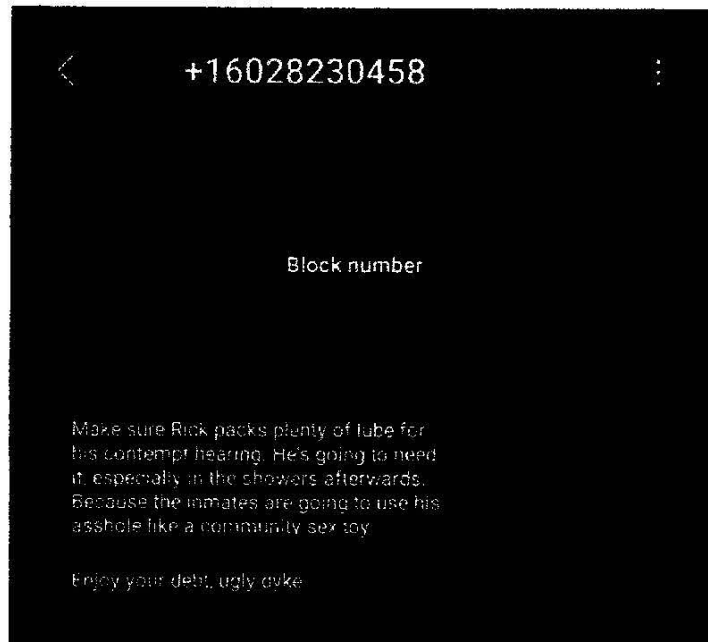 +16028230458
Block number
Make sure Rick packs plenty of lube for
his contempt hearing. He's going to need
it, especially in the showers afterwards.
Because the inmates are going to use his
asshole like a community sex toy.
Enjoy your debt, ugly dyke